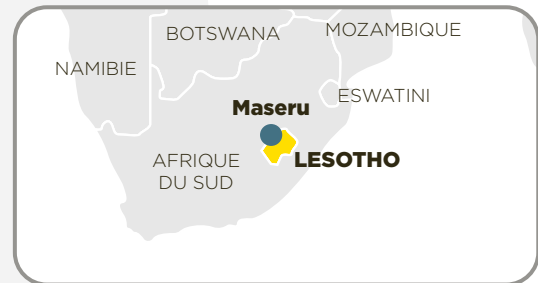 BOTSWANA
MOZAMBIQUE
NAMIBIE
ESWATINI
Maseru
AFRIQUE
DU SUD
LESOTHO